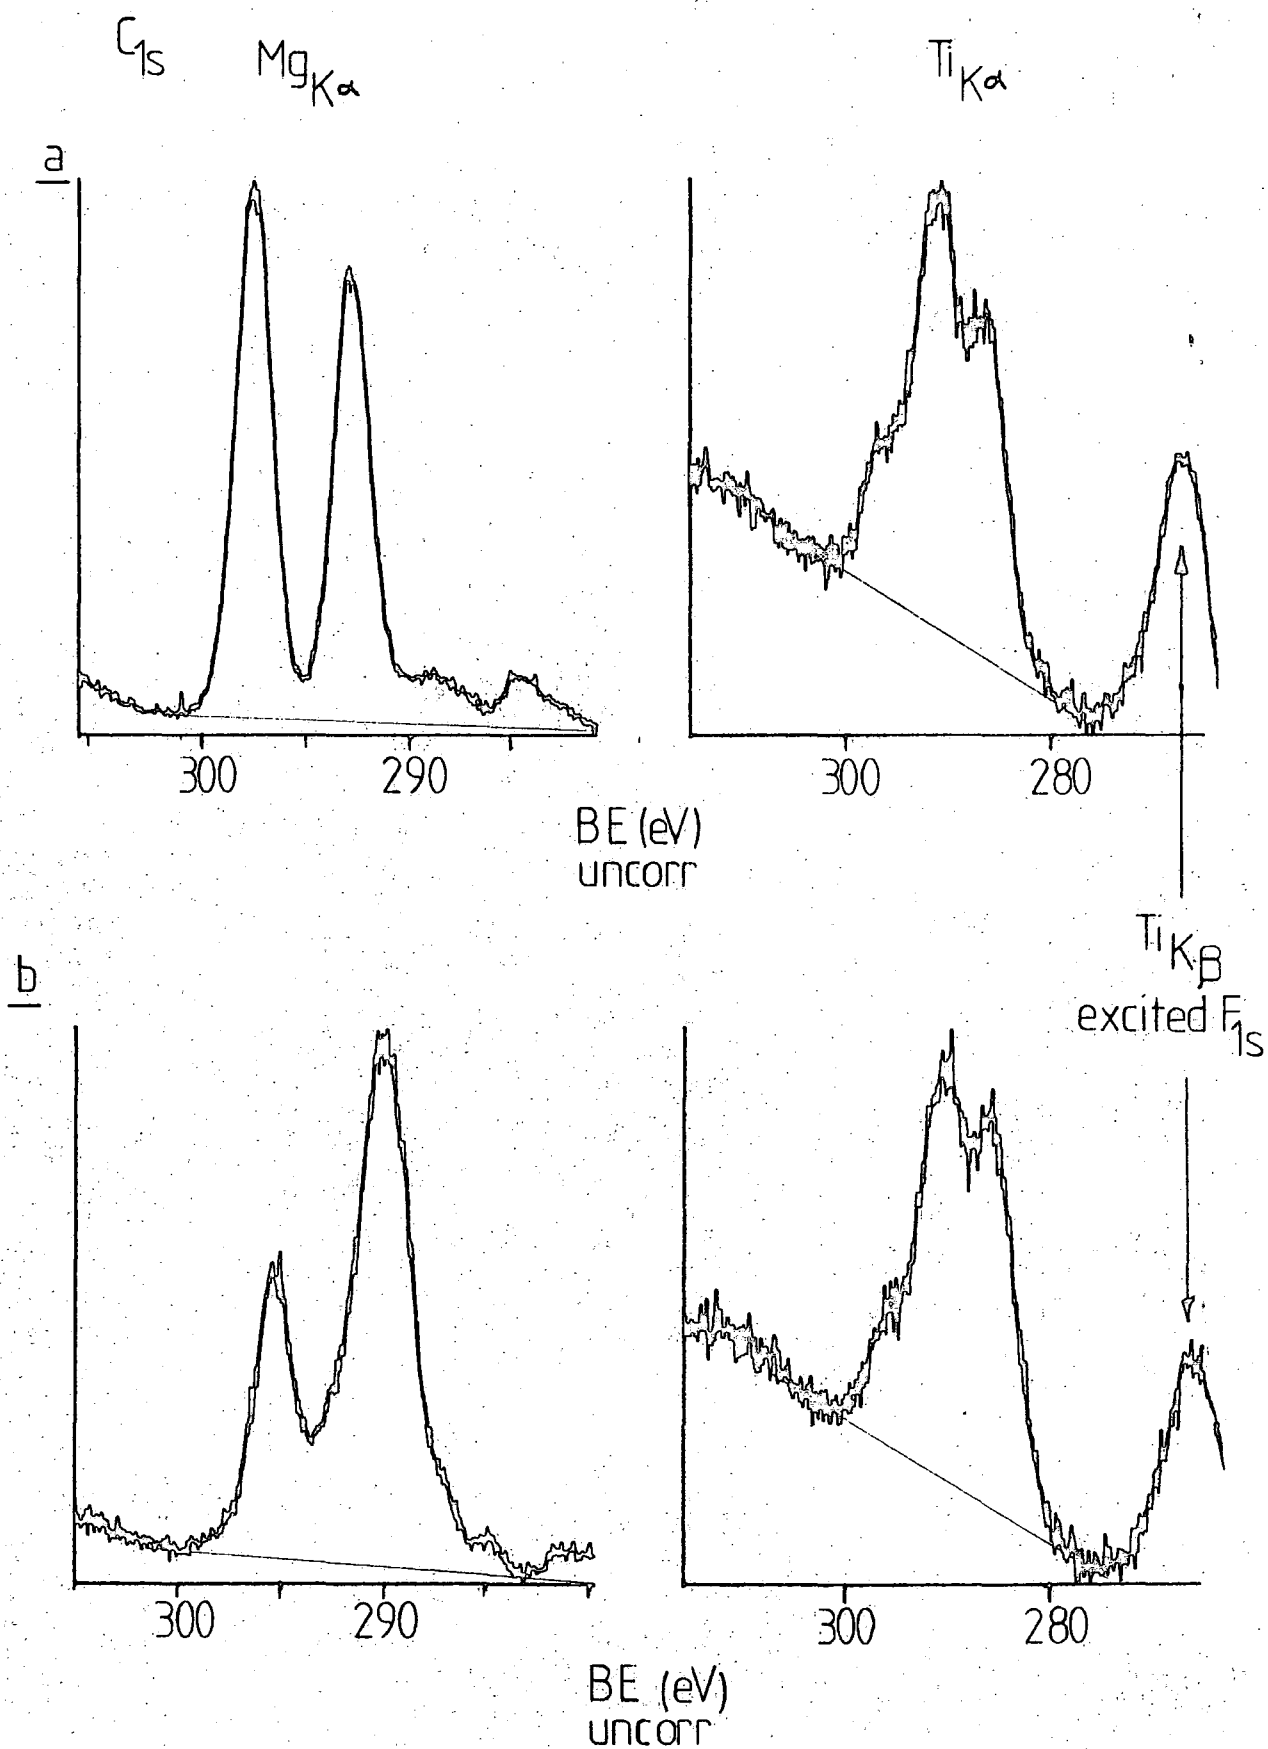 C1s MgKα TiKα
a
300 290 300 280
BE (eV)
uncorr
TiKβ
excited F1s
b
300 290 300 280
BE (eV)
uncorr